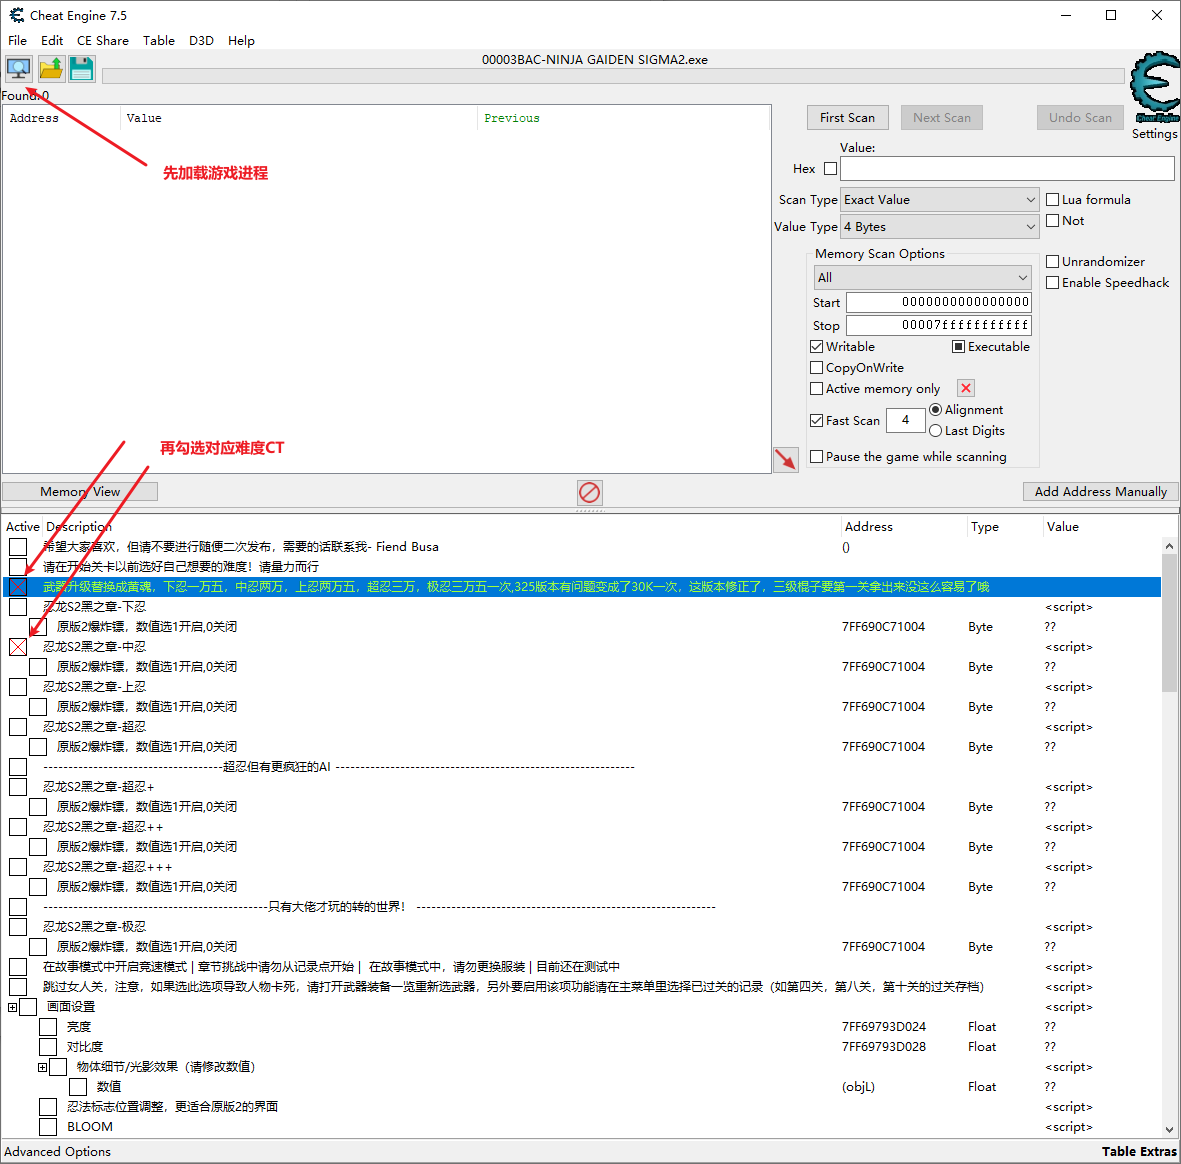 Cheat Engine 7.5
File Edit CE Share Table D3D Help
00003BAC-NINJA GAIDEN SIGMA2.exe
Found: 0
Address Value Previous
先加载游戏进程
First Scan Next Scan Undo Scan
Cheat Engine
Settings
Value:
Hex
Scan Type Exact Value Lua formula
Value Type 4 Bytes Not
Memory Scan Options
All
Unrandomizer
Enable Speedhack
Start 0000000000000000
Stop 00007fffffffffff
Writable Executable
CopyOnWrite
Active memory only
Fast Scan 4 Alignment
Last Digits
Pause the game while scanning
再勾选对应难度CT
Memory View Add Address Manually
Active Description Address Type Value
希望大家喜欢，但请不要进行随便二次发布，需要的话联系我- Fiend Busa ()
请在开始关卡以前选好自己想要的难度！请量力而行
武器升级替换成黄魂，下忍一万五，中忍两万，上忍两万五，超忍三万，极忍三万五一次,325版本有问题变成了30K一次，这版本修正了，三级棍子要第一关拿出来没这么容易了哦
忍龙S2黑之章-下忍 <script>
原版2爆炸镖，数值选1开启,0关闭 7FF690C71004 Byte ??
忍龙S2黑之章-中忍 <script>
原版2爆炸镖，数值选1开启,0关闭 7FF690C71004 Byte ??
忍龙S2黑之章-上忍 <script>
原版2爆炸镖，数值选1开启,0关闭 7FF690C71004 Byte ??
忍龙S2黑之章-超忍 <script>
原版2爆炸镖，数值选1开启,0关闭 7FF690C71004 Byte ??
------------------------------------超忍但有更疯狂的AI ------------------------------------------------------------
忍龙S2黑之章-超忍+ <script>
原版2爆炸镖，数值选1开启,0关闭 7FF690C71004 Byte ??
忍龙S2黑之章-超忍++ <script>
原版2爆炸镖，数值选1开启,0关闭 7FF690C71004 Byte ??
忍龙S2黑之章-超忍+++ <script>
原版2爆炸镖，数值选1开启,0关闭 7FF690C71004 Byte ??
---------------------------------------------只有大佬才玩的转的世界！ ------------------------------------------------------------
忍龙S2黑之章-极忍 <script>
原版2爆炸镖，数值选1开启,0关闭 7FF690C71004 Byte ??
在故事模式中开启竞速模式 | 章节挑战中请勿从记录点开始 | 在故事模式中，请勿更换服装 | 目前还在测试中 <script>
跳过女人关，注意，如果选此选项导致人物卡死，请打开武器装备一览重新选武器，另外要启用该项功能请在主菜单里选择已过关的记录（如第四关，第八关，第十关的过关存档） <script>
画面设置 <script>
亮度 7FF69793D024 Float ??
对比度 7FF69793D028 Float ??
物体细节/光影效果（请修改数值） <script>
数值 (objL) Float ??
忍法标志位置调整，更适合原版2的界面 <script>
BLOOM <script>
Advanced Options Table Extras